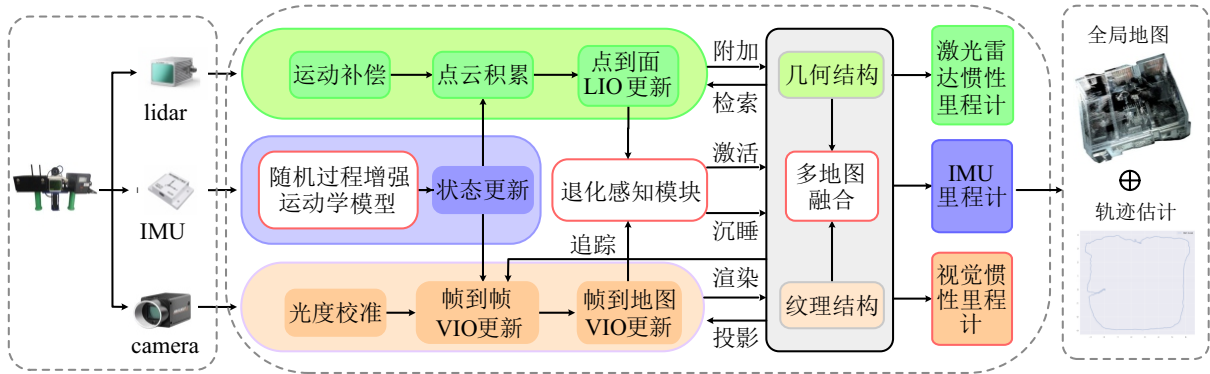 lidar
IMU
camera
运动补偿
点云积累
点到面
LIO更新
随机过程增强
运动学模型
状态更新
退化感知模块
光度校准
帧到帧
VIO更新
帧到地图
VIO更新
附加
检索
激活
沉睡
追踪
渲染
投影
几何结构
多地图
融合
纹理结构
激光雷
达惯性
里程计
IMU
里程计
视觉惯
性里程
计
全局地图
轨迹估计